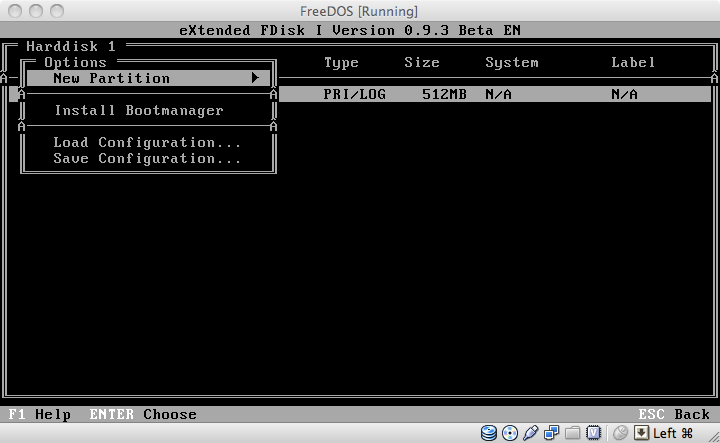 FreeDOS [Running]
eXtended FDisk I Version 0.9.3 Beta EN
Harddisk 1
Options
Type Size System Label
New Partition
PRI/LOG 512MB N/A N/A
Install Bootmanager
Load Configuration...
Save Configuration...
F1 Help ENTER Choose ESC Back
Left ⌘